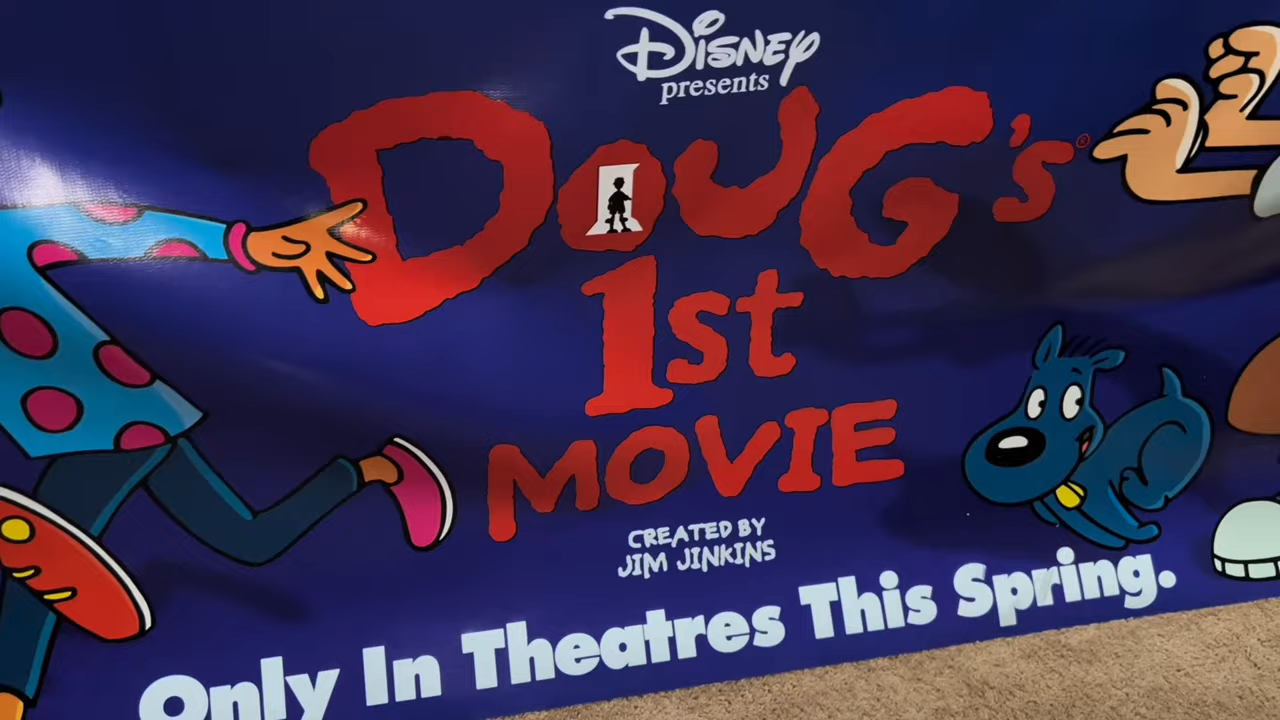 Disney
presents
DOUG's®
1st
MOVIE
CREATED BY
JIM JINKINS
Only In Theatres This Spring.